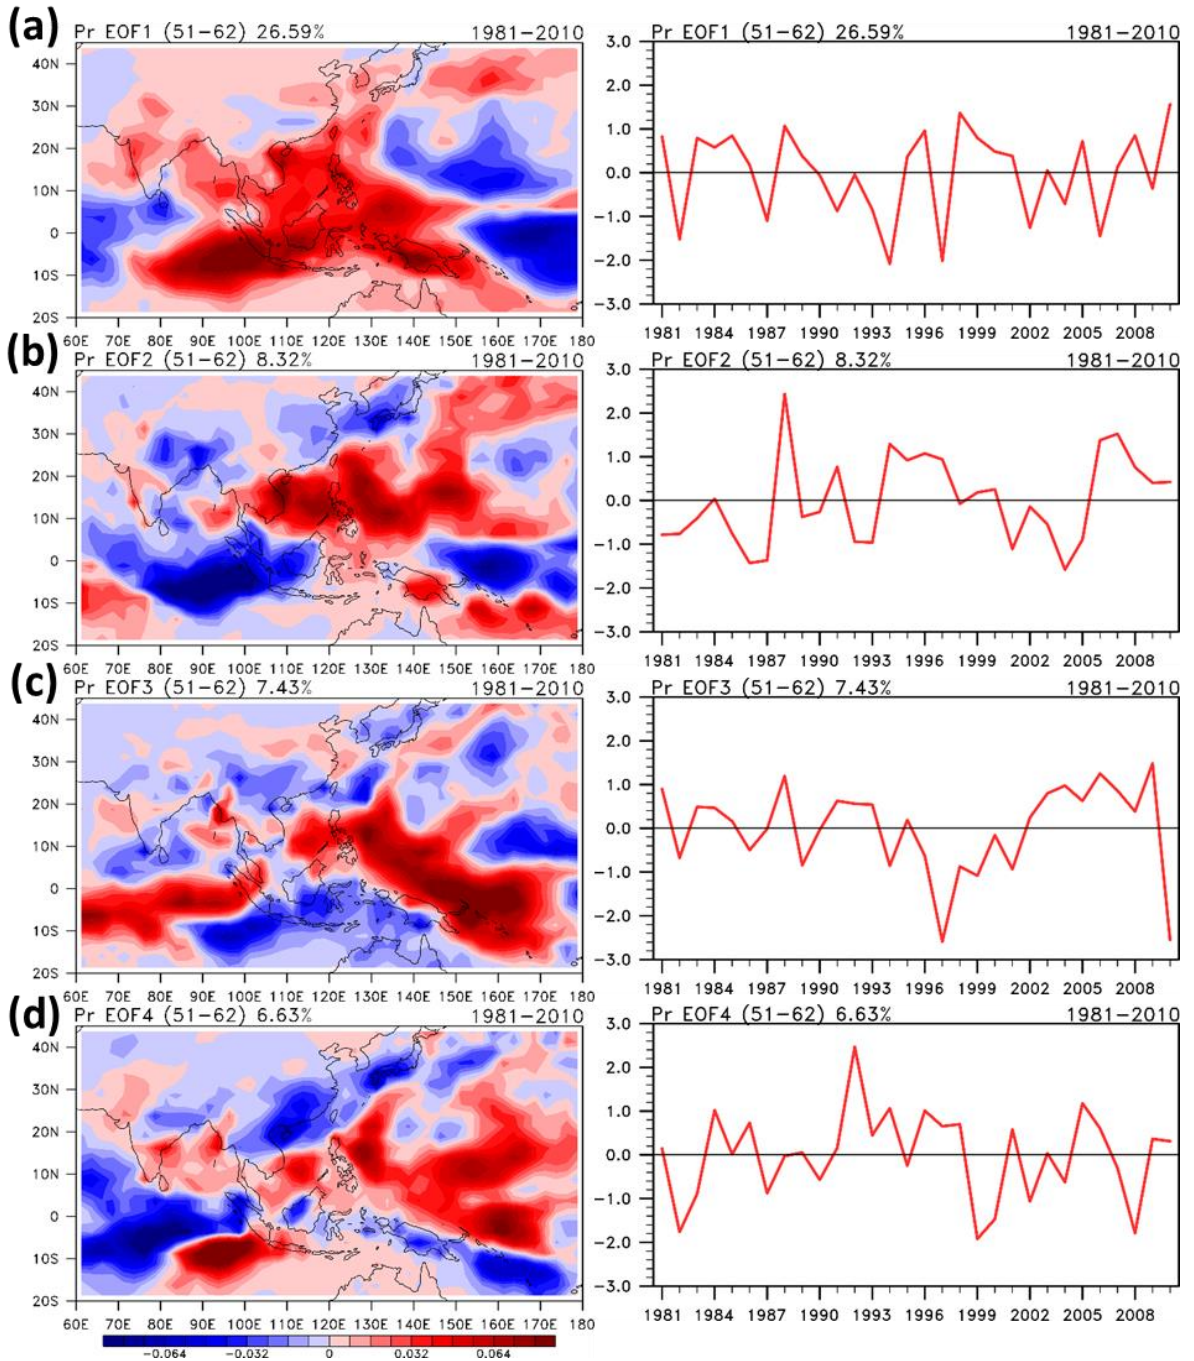 (a)
Pr EOF1 (51−62) 26.59% 1981−2010
40N
30N
20N
10N
0
10S
20S
60E 70E 80E 90E 100E 110E 120E 130E 140E 150E 160E 170E 180
Pr EOF1 (51−62) 26.59% 1981−2010
3.0
2.0
1.0
0.0
−1.0
−2.0
−3.0
1981 1984 1987 1990 1993 1996 1999 2002 2005 2008
(b)
Pr EOF2 (51−62) 8.32% 1981−2010
40N
30N
20N
10N
0
10S
20S
60E 70E 80E 90E 100E 110E 120E 130E 140E 150E 160E 170E 180
Pr EOF2 (51−62) 8.32% 1981−2010
3.0
2.0
1.0
0.0
−1.0
−2.0
−3.0
1981 1984 1987 1990 1993 1996 1999 2002 2005 2008
(c)
Pr EOF3 (51−62) 7.43% 1981−2010
40N
30N
20N
10N
0
10S
20S
60E 70E 80E 90E 100E 110E 120E 130E 140E 150E 160E 170E 180
Pr EOF3 (51−62) 7.43% 1981−2010
3.0
2.0
1.0
0.0
−1.0
−2.0
−3.0
1981 1984 1987 1990 1993 1996 1999 2002 2005 2008
(d)
Pr EOF4 (51−62) 6.63% 1981−2010
40N
30N
20N
10N
0
10S
20S
60E 70E 80E 90E 100E 110E 120E 130E 140E 150E 160E 170E 180
−0.064 −0.032 0 0.032 0.064
Pr EOF4 (51−62) 6.63% 1981−2010
3.0
2.0
1.0
0.0
−1.0
−2.0
−3.0
1981 1984 1987 1990 1993 1996 1999 2002 2005 2008